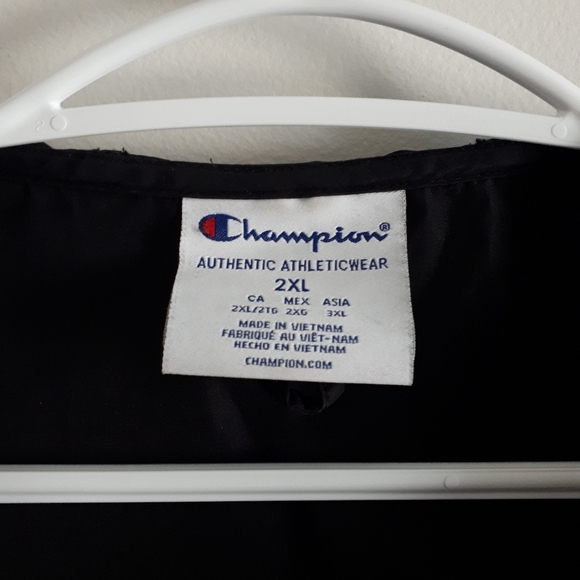 Champion®
AUTHENTIC ATHLETICWEAR
2XL
CA MEX ASIA
2XL/2TG 2XG 3XL
MADE IN VIETNAM
FABRIQUÉ AU VIÊT-NAM
HECHO EN VIETNAM
CHAMPION.COM